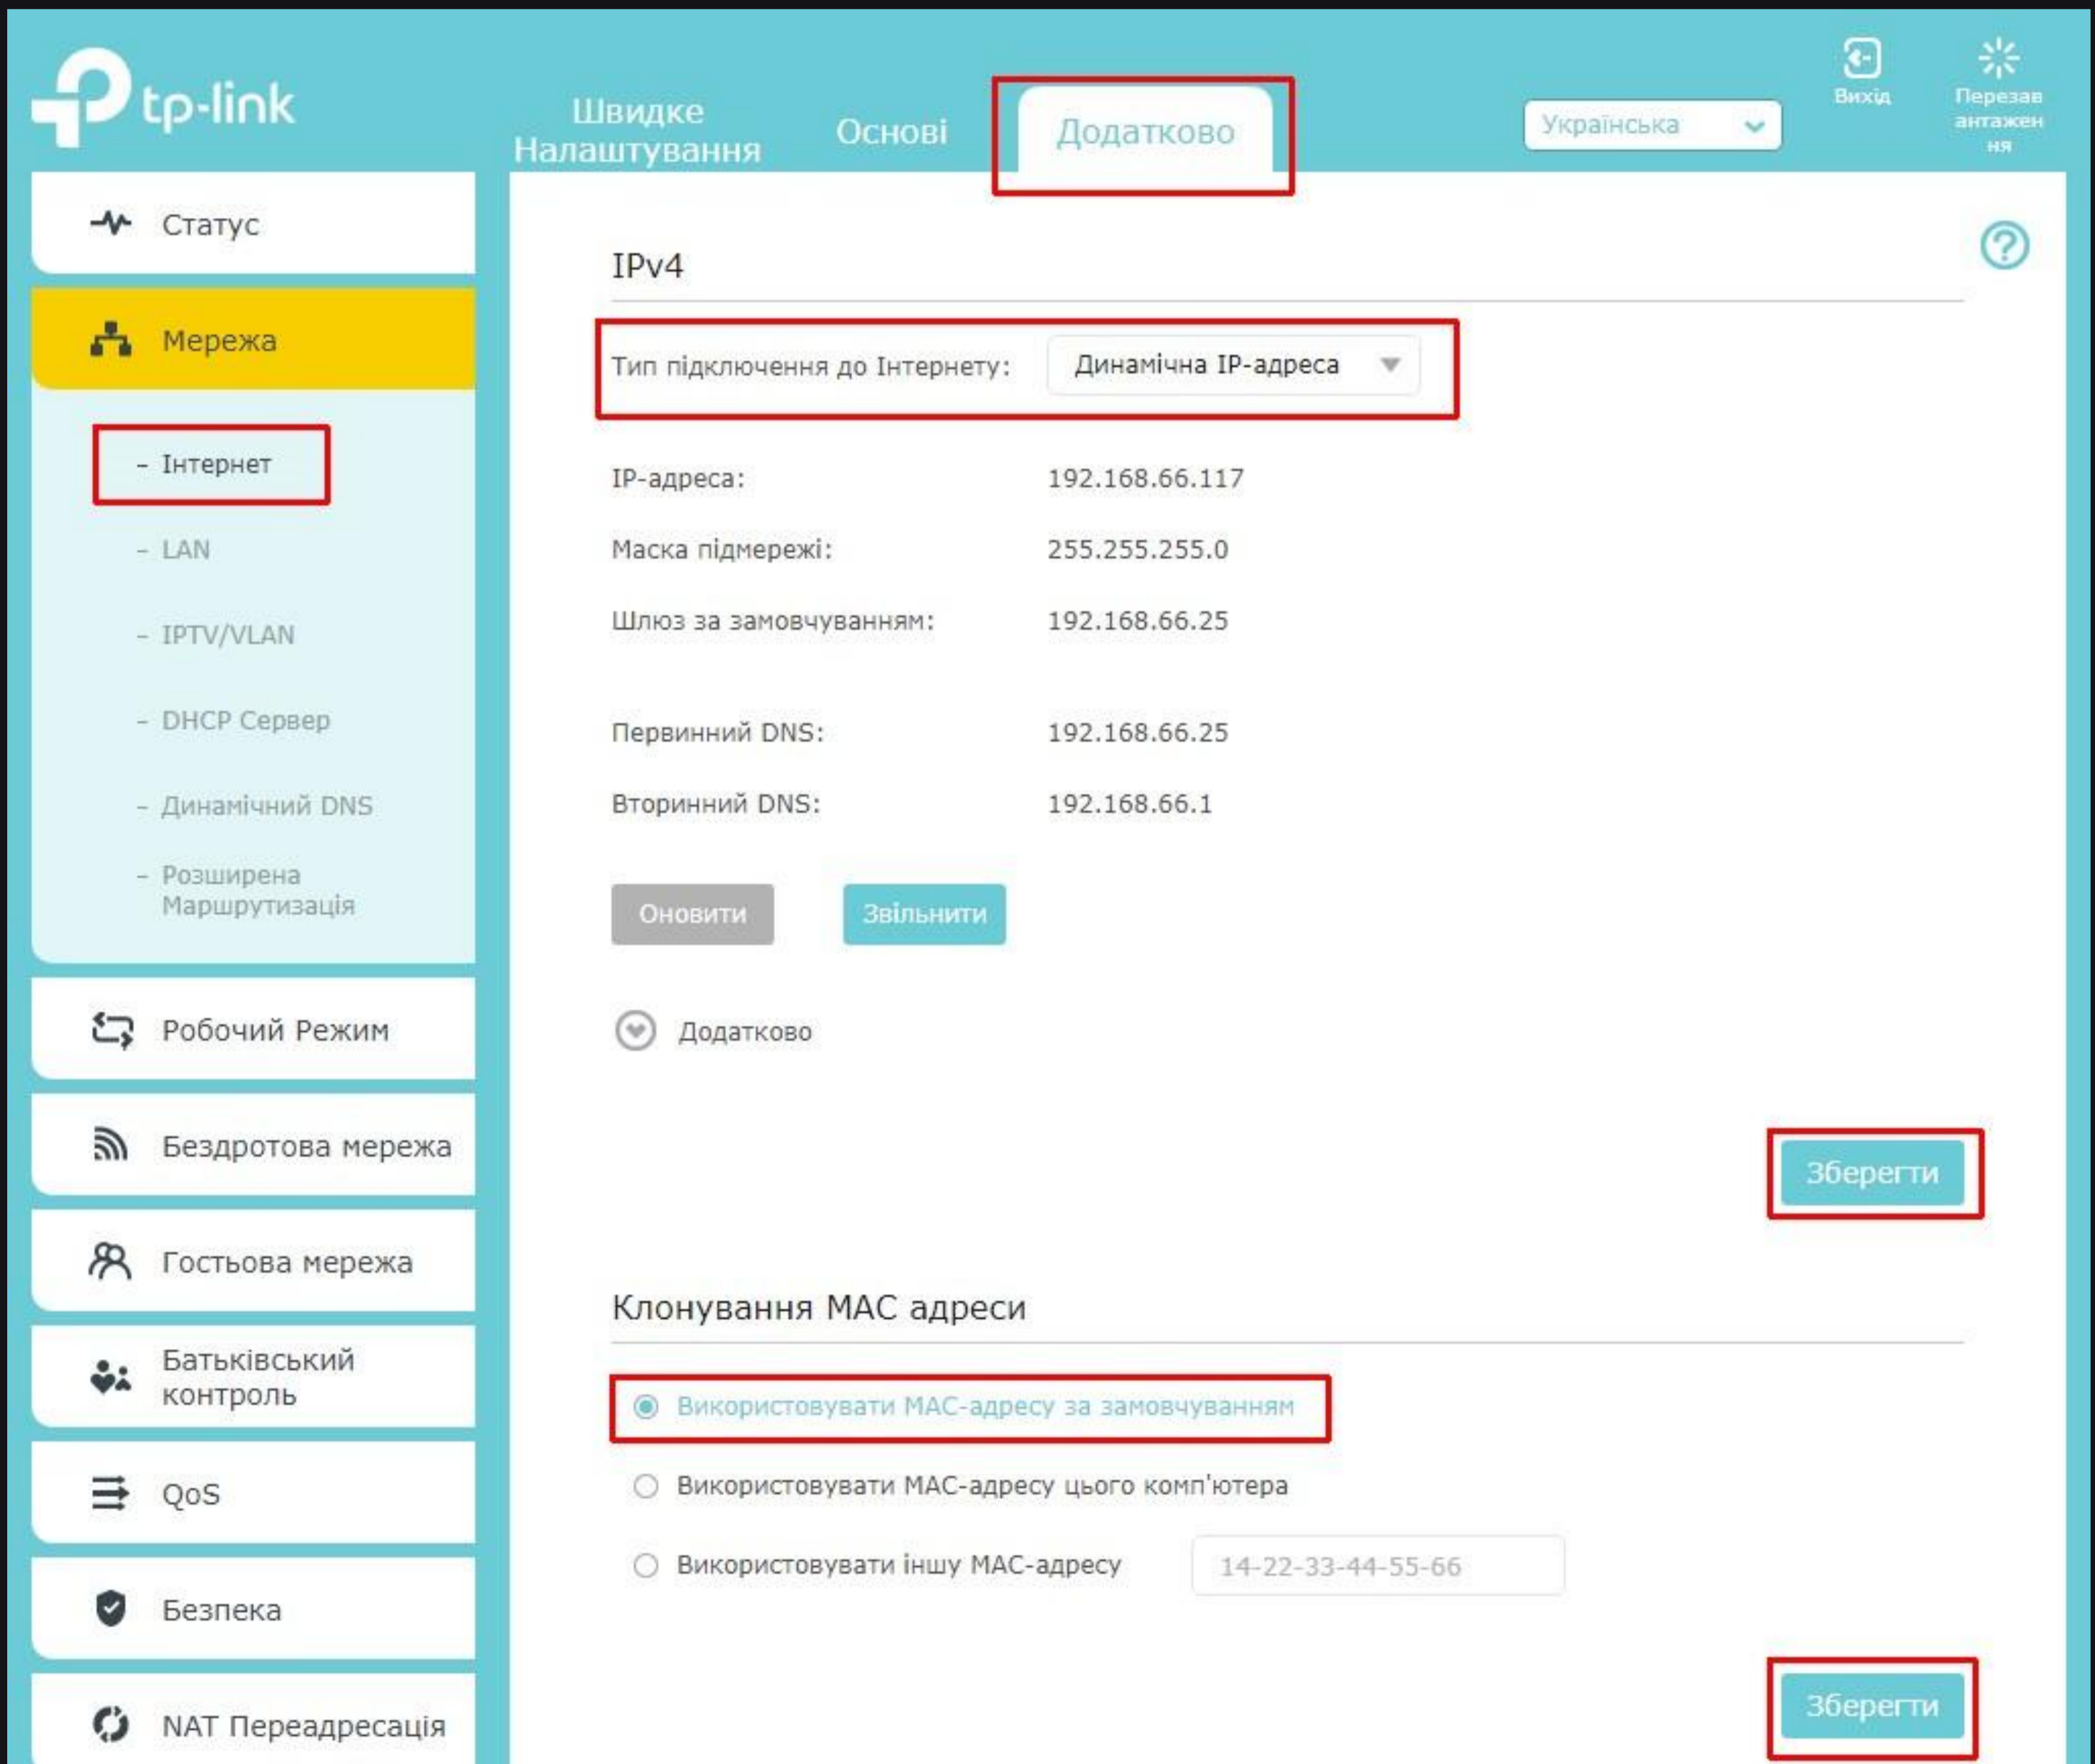 tp-link
Швидке
Налаштування
Основі
Додатково
Українська
Вихід
Перезав
антажен
ня
Статус
Мережа
- Інтернет
- LAN
- IPTV/VLAN
- DHCP Сервер
- Динамічний DNS
- Розширена
Маршрутизація
Робочий Режим
Бездротова мережа
Гостьова мережа
Батьківський
контроль
QoS
Безпека
NAT Переадресація
IPv4
Тип підключення до Інтернету: Динамічна IP-адреса
IP-адреса: 192.168.66.117
Маска підмережі: 255.255.255.0
Шлюз за замовчуванням: 192.168.66.25
Первинний DNS: 192.168.66.25
Вторинний DNS: 192.168.66.1
Оновити Звільнити
Додатково
Зберегти
Клонування MAC адреси
Використовувати MAC-адресу за замовчуванням
Використовувати MAC-адресу цього комп'ютера
Використовувати іншу MAC-адресу 14-22-33-44-55-66
Зберегти